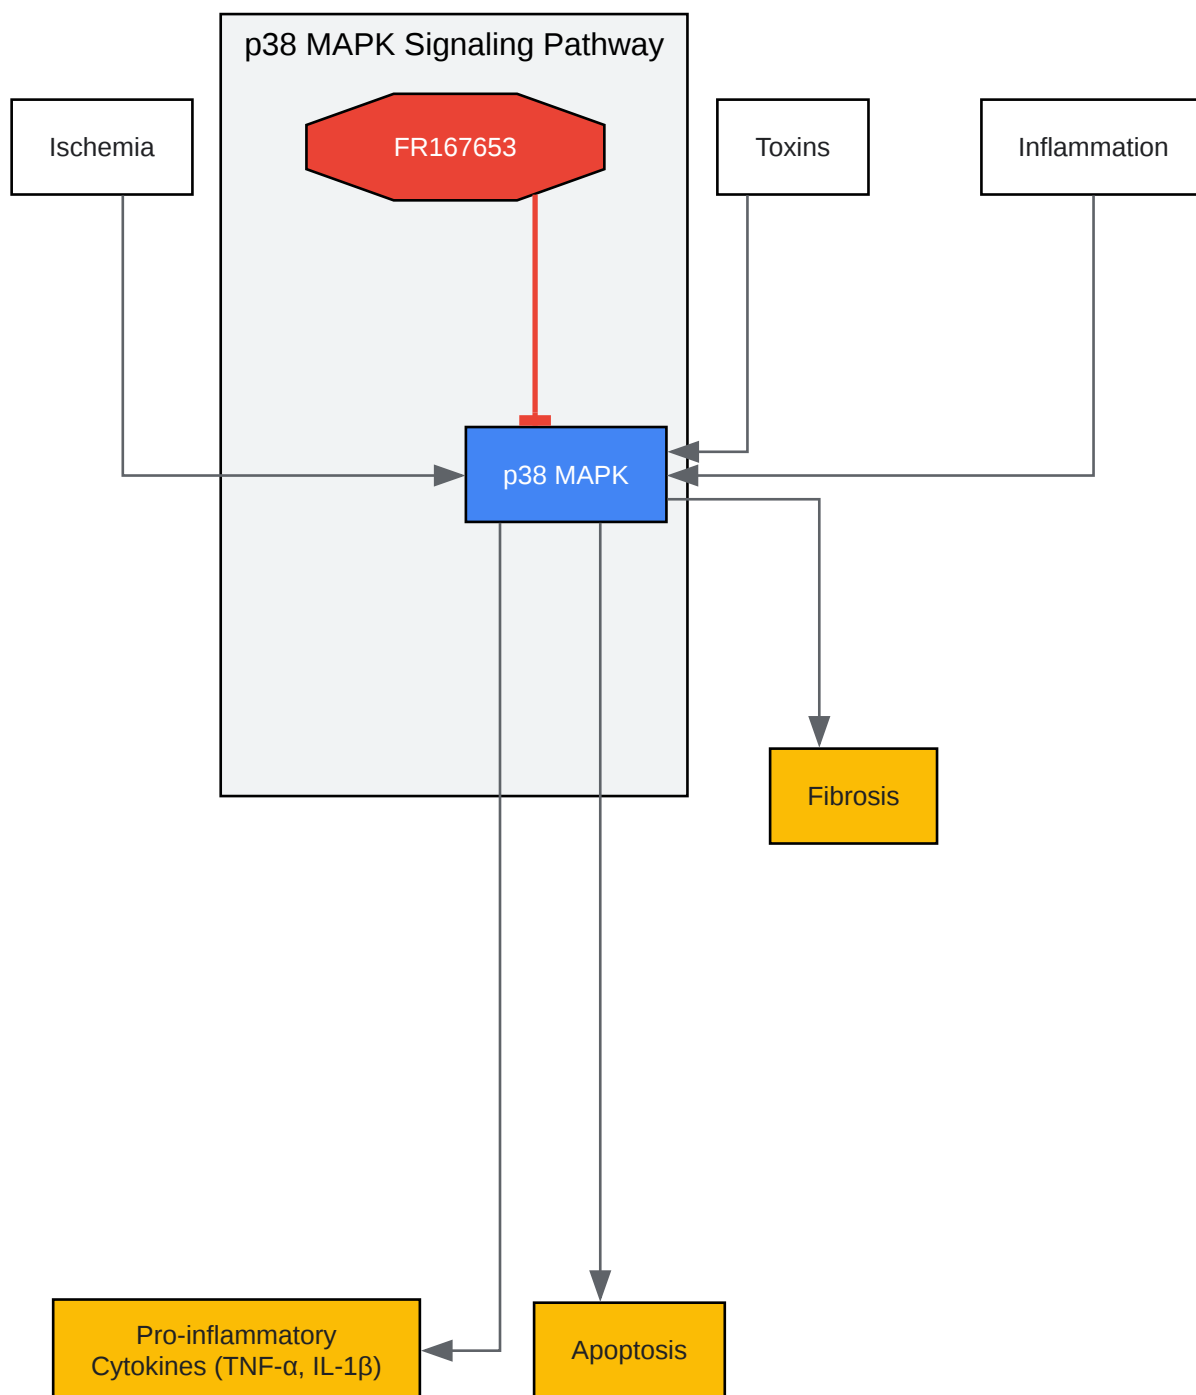 p38 MAPK Signaling Pathway
Ischemia
FR167653
Toxins
Inflammation
p38 MAPK
Fibrosis
Pro-inflammatory
Cytokines (TNF-α, IL-1β)
Apoptosis